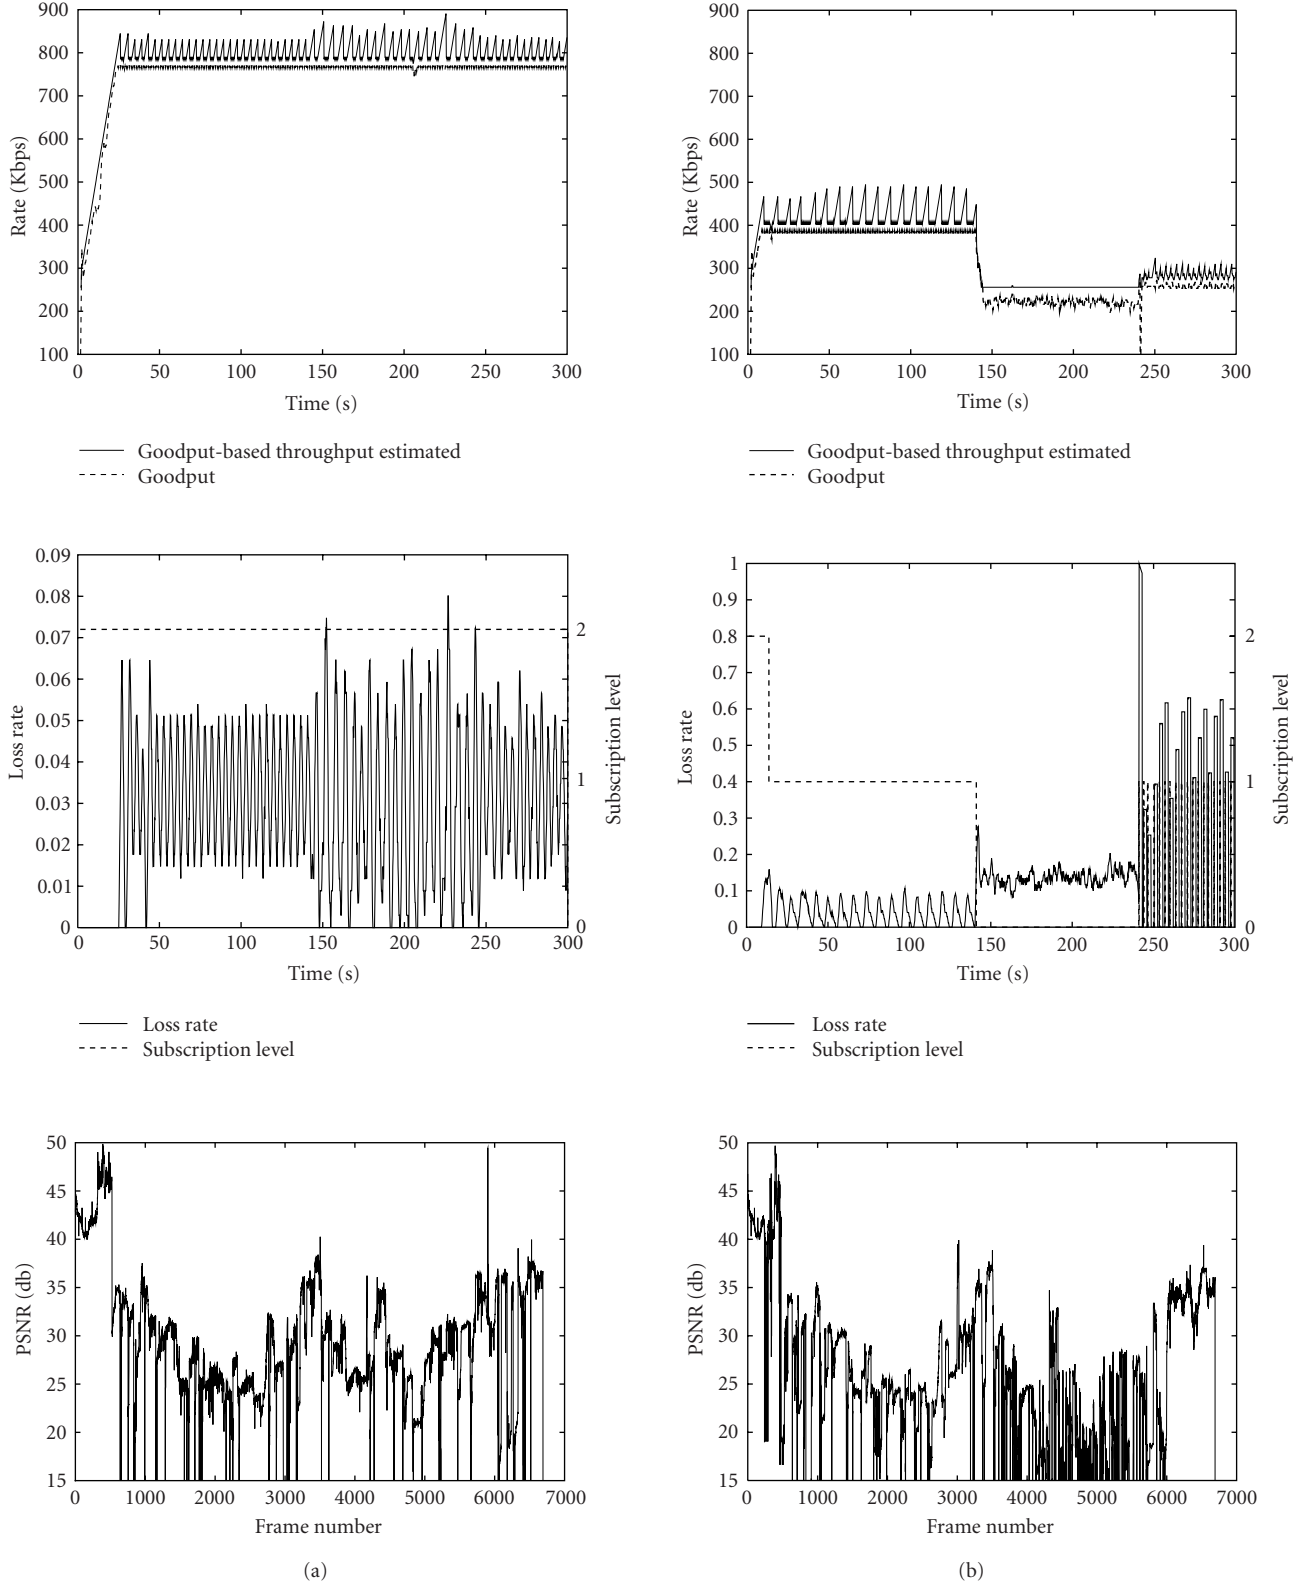 900
800
700
600
500
400
300
200
100
Rate (Kbps)
0 50 100 150 200 250 300
Time (s)
Goodput-based throughput estimated
Goodput
900
800
700
600
500
400
300
200
100
Rate (Kbps)
0 50 100 150 200 250 300
Time (s)
Goodput-based throughput estimated
Goodput
0.09
0.08
0.07
0.06
0.05
0.04
0.03
0.02
0.01
0
Loss rate
2
1
0
Subscription level
0 50 100 150 200 250 300
Time (s)
Loss rate
Subscription level
1
0.9
0.8
0.7
0.6
0.5
0.4
0.3
0.2
0.1
0
Loss rate
2
1
0
Subscription level
0 50 100 150 200 250 300
Time (s)
Loss rate
Subscription level
50
45
40
35
30
25
20
15
PSNR (db)
0 1000 2000 3000 4000 5000 6000 7000
Frame number
(a)
50
45
40
35
30
25
20
15
PSNR (db)
0 1000 2000 3000 4000 5000 6000 7000
Frame number
(b)